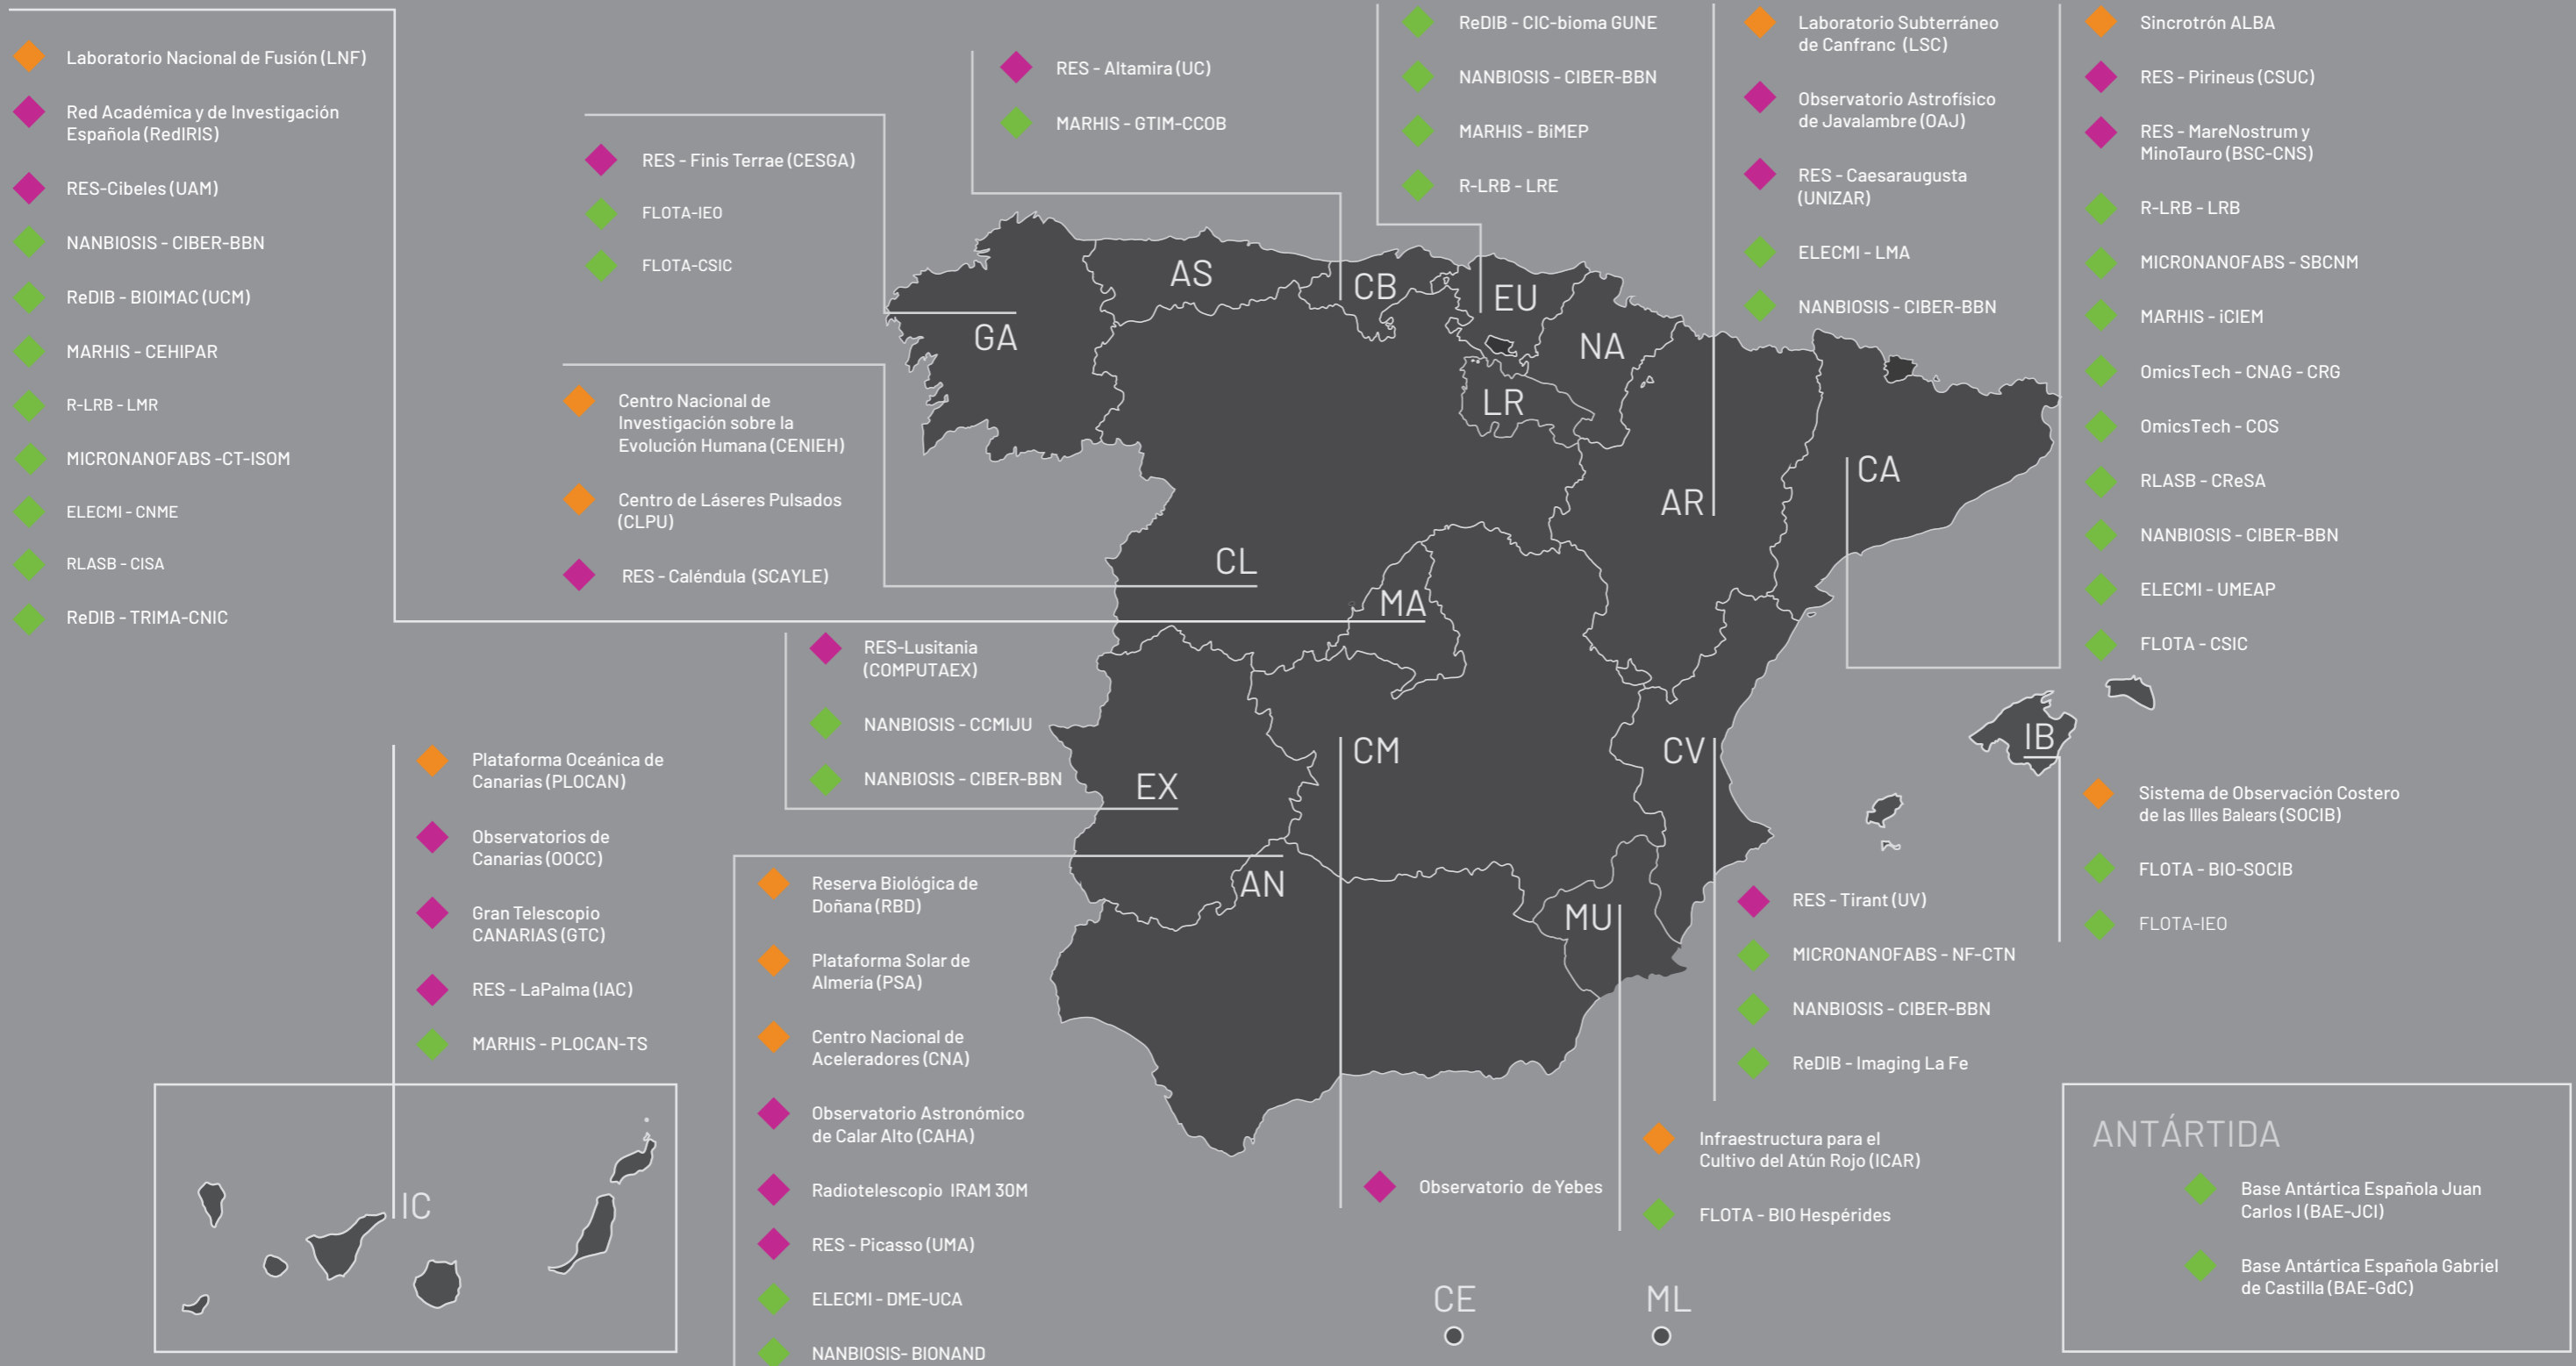 Laboratorio Nacional de Fusión (LNF)
Red Académica y de Investigación
Española (RedIRIS)
RES-Cibeles (UAM)
NANBIOSIS - CIBER-BBN
ReDIB - BIOIMAC (UCM)
MARHIS - CEHIPAR
R-LRB - LMR
MICRONANOFABS -CT-ISOM
ELECMI - CNME
RLASB - CISA
ReDIB - TRIMA-CNIC
RES - Finis Terrae (CESGA)
FLOTA-IEO
FLOTA-CSIC
RES - Altamira (UC)
MARHIS - GTIM-CCOB
ReDIB - CIC-bioma GUNE
NANBIOSIS - CIBER-BBN
MARHIS - BiMEP
R-LRB - LRE
Laboratorio Subterráneo
de Canfranc (LSC)
Observatorio Astrofísico
de Javalambre (OAJ)
RES - Caesaraugusta
(UNIZAR)
ELECMI - LMA
NANBIOSIS - CIBER-BBN
Sincrotrón ALBA
RES - Pirineus (CSUC)
RES - MareNostrum y
MinoTauro (BSC-CNS)
R-LRB - LRB
MICRONANOFABS - SBCNM
MARHIS - iCIEM
OmicsTech - CNAG - CRG
OmicsTech - COS
RLASB - CReSA
NANBIOSIS - CIBER-BBN
ELECMI - UMEAP
FLOTA - CSIC
Centro Nacional de
Investigación sobre la
Evolución Humana (CENIEH)
Centro de Láseres Pulsados
(CLPU)
RES - Caléndula (SCAYLE)
AS
CB
EU
GA
NA
LR
CA
AR
CL
MA
CM
CV
IB
EX
AN
MU
RES-Lusitania
(COMPUTAEX)
NANBIOSIS - CCMIJU
NANBIOSIS - CIBER-BBN
Plataforma Oceánica de
Canarias (PLOCAN)
Observatorios de
Canarias (OOCC)
Gran Telescopio
CANARIAS (GTC)
RES - LaPalma (IAC)
MARHIS - PLOCAN-TS
IC
Reserva Biológica de
Doñana (RBD)
Plataforma Solar de
Almería (PSA)
Centro Nacional de
Aceleradores (CNA)
Observatorio Astronómico
de Calar Alto (CAHA)
Radiotelescopio IRAM 30M
RES - Picasso (UMA)
ELECMI - DME-UCA
NANBIOSIS- BIONAND
Observatorio de Yebes
RES - Tirant (UV)
MICRONANOFABS - NF-CTN
NANBIOSIS - CIBER-BBN
ReDIB - Imaging La Fe
Infraestructura para el
Cultivo del Atún Rojo (ICAR)
FLOTA - BIO Hespérides
Sistema de Observación Costero
de las Illes Balears (SOCIB)
FLOTA - BIO-SOCIB
FLOTA-IEO
CE
ML
ANTÁRTIDA
Base Antártica Española Juan
Carlos I (BAE-JCI)
Base Antártica Española Gabriel
de Castilla (BAE-GdC)